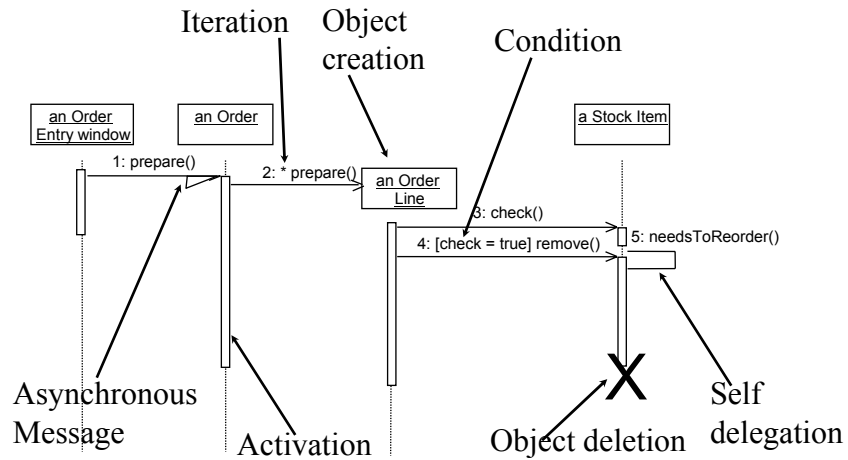 Iteration
Object
creation
Condition
an Order
Entry window
an Order
a Stock Item
1: prepare()
2: * prepare()
an Order
Line
3: check()
4: [check = true] remove()
5: needsToReorder()
Asynchronous
Message
Activation
Object deletion
Self
delegation
X